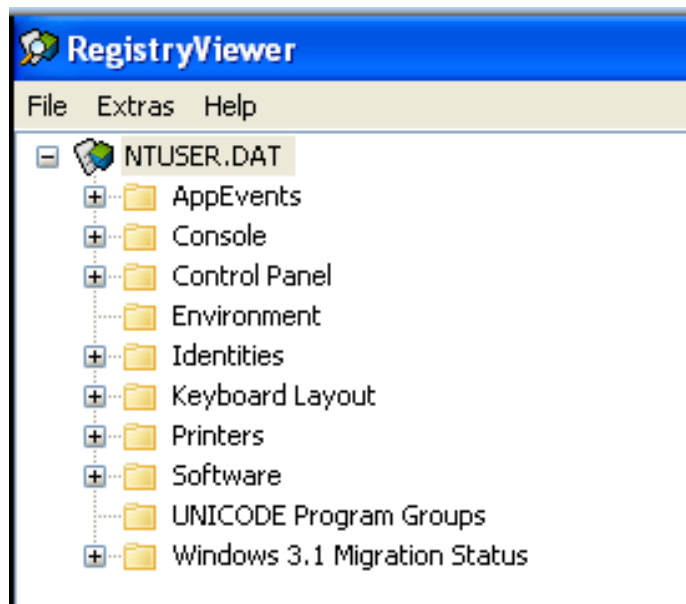 RegistryViewer
File Extras Help
NTUSER.DAT
AppEvents
Console
Control Panel
Environment
Identities
Keyboard Layout
Printers
Software
UNICODE Program Groups
Windows 3.1 Migration Status